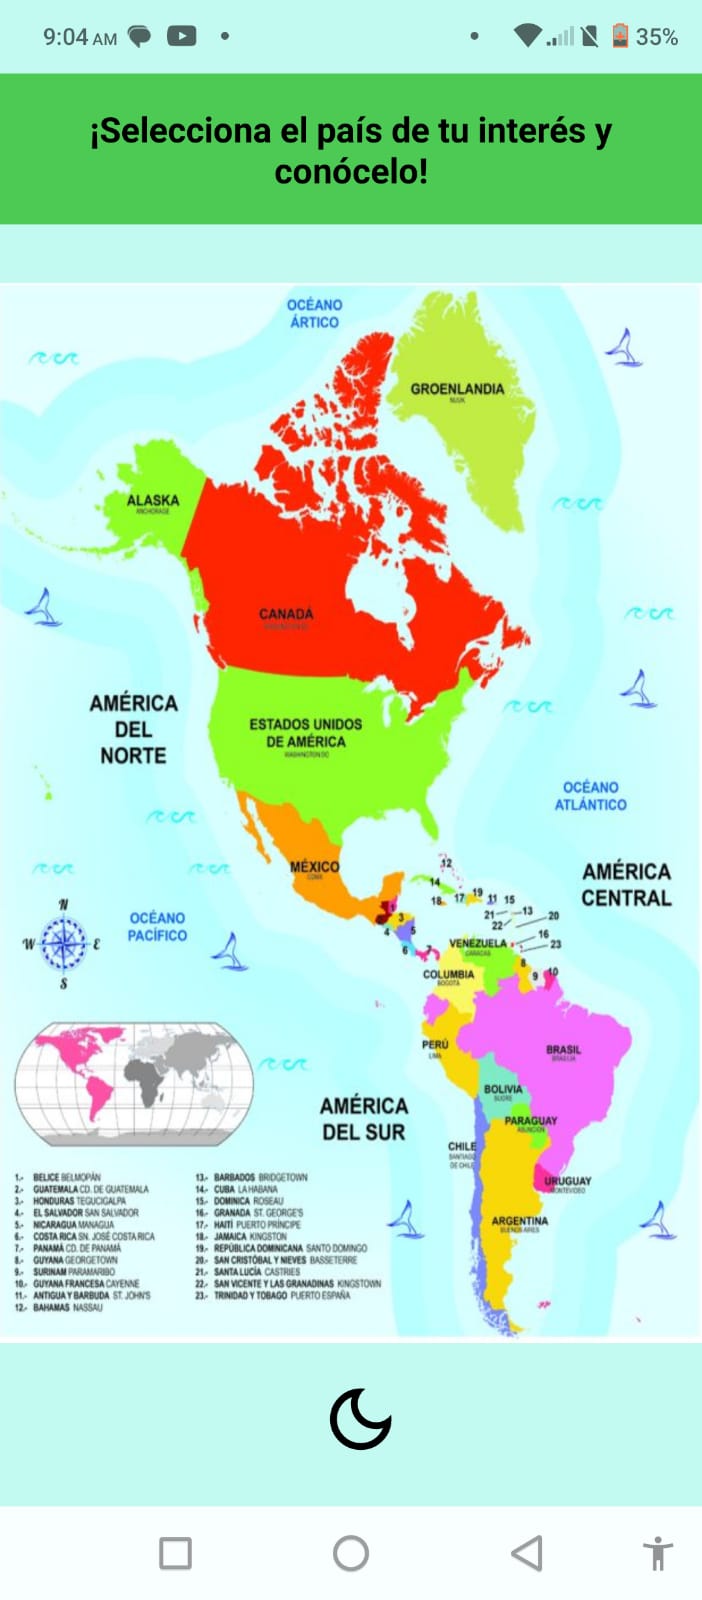 9:04 AM
35%
¡Selecciona el país de tu interés y
conócelo!
OCÉANO
ÁRTICO
GROENLANDIA
NUUK
ALASKA
ANCHORAGE
CANADÁ
AMÉRICA
DEL
NORTE
ESTADOS UNIDOS
DE AMÉRICA
WASHINGTON DC
OCÉANO
ATLÁNTICO
MÉXICO
CDMX
AMÉRICA
CENTRAL
12
14
18
17
19
11
15
21
13
22
20
16
23
3
4
5
6
7
8
9
10
N
W
E
S
OCÉANO
PACÍFICO
VENEZUELA
CARACAS
COLUMBIA
BOGOTÁ
PERÚ
LIMA
BRASIL
BRASILIA
BOLIVIA
SUCRE
PARAGUAY
ASUNCIÓN
AMÉRICA
DEL SUR
CHILE
SANTIAGO
DE CHILE
URUGUAY
MONTEVIDEO
ARGENTINA
BUENOS AIRES
1.- BELICE BELMOPÁN
2.- GUATEMALA CD. DE GUATEMALA
3.- HONDURAS TEGUCIGALPA
4.- EL SALVADOR SAN SALVADOR
5.- NICARAGUA MANAGUA
6.- COSTA RICA SN. JOSÉ COSTA RICA
7.- PANAMÁ CD. DE PANAMÁ
8.- GUYANA GEORGETOWN
9.- SURINAM PARAMARIBO
10.- GUYANA FRANCESA CAYENNE
11.- ANTIGUA Y BARBUDA ST. JOHN'S
12.- BAHAMAS NASSAU
13.- BARBADOS BRIDGETOWN
14.- CUBA LA HABANA
15.- DOMINICA ROSEAU
16.- GRANADA ST. GEORGE'S
17.- HAITÍ PUERTO PRÍNCIPE
18.- JAMAICA KINGSTON
19.- REPÚBLICA DOMINICANA SANTO DOMINGO
20.- SAN CRISTÓBAL Y NIEVES BASSETERRE
21.- SANTA LUCÍA CASTRIES
22.- SAN VICENTE Y LAS GRANADINAS KINGSTOWN
23.- TRINIDAD Y TOBAGO PUERTO ESPAÑA